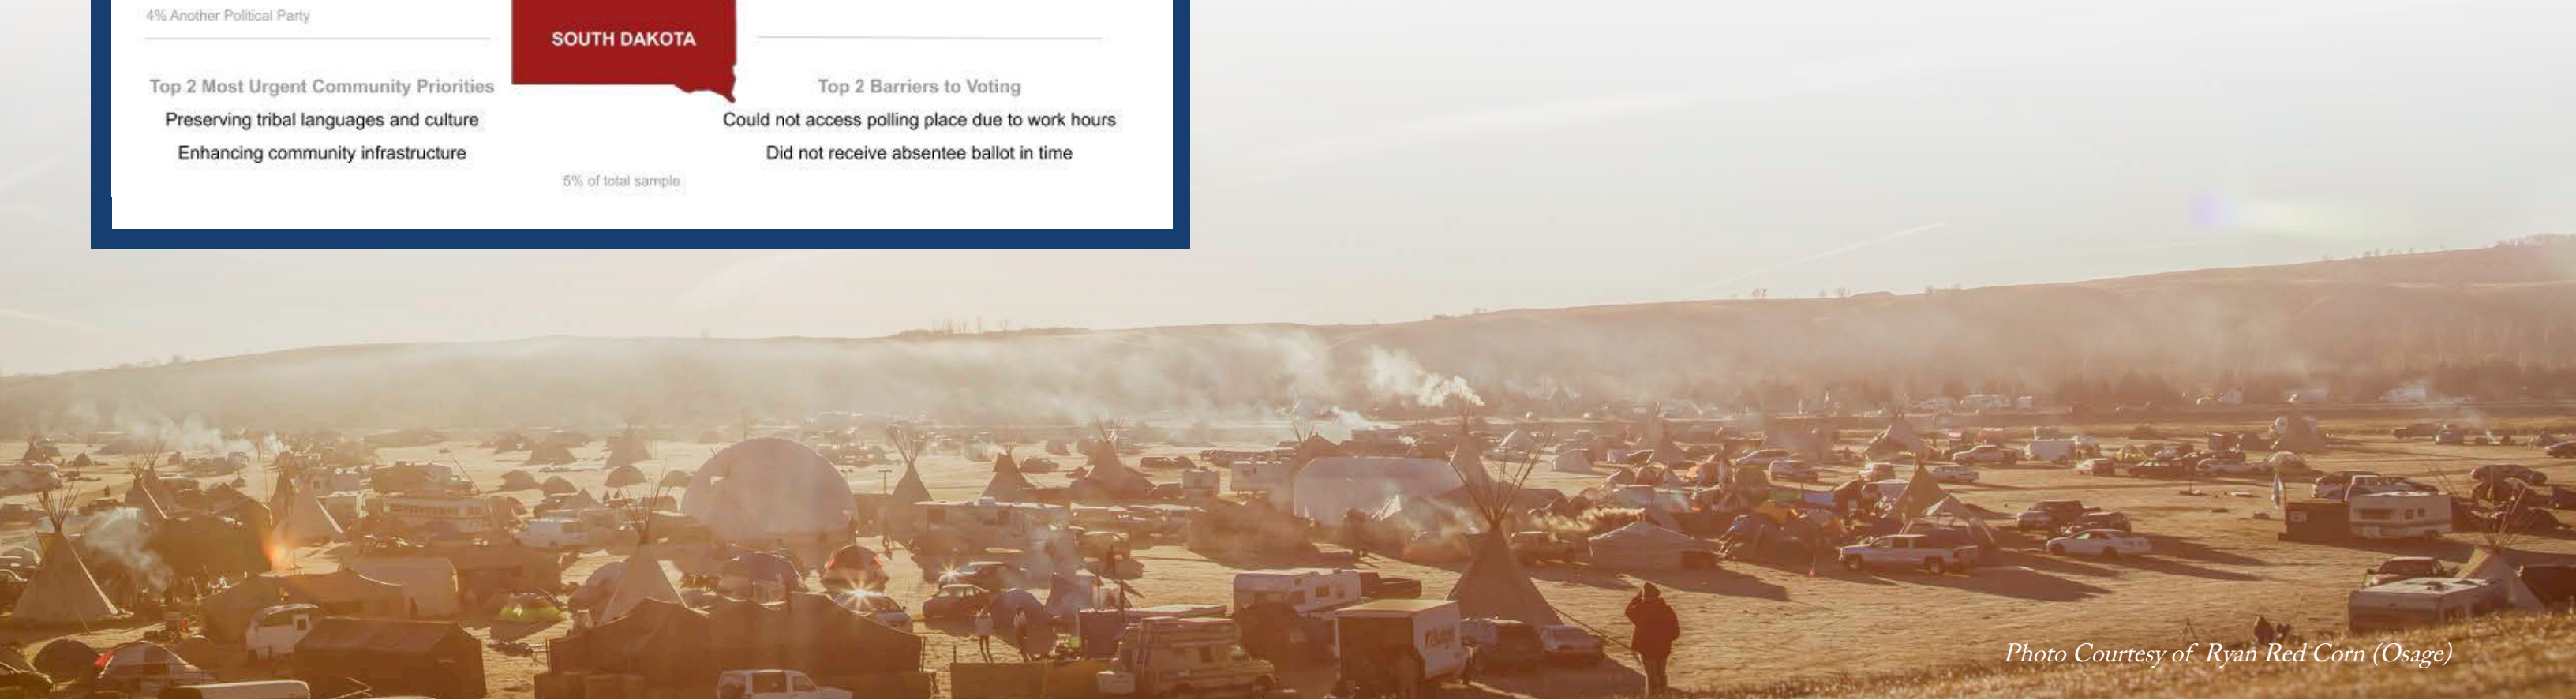 4% Another Political Party
SOUTH DAKOTA
Top 2 Most Urgent Community Priorities
Preserving tribal languages and culture
Enhancing community infrastructure
Top 2 Barriers to Voting
Could not access polling place due to work hours
Did not receive absentee ballot in time
5% of total sample
Photo Courtesy of Ryan Red Corn (Osage)